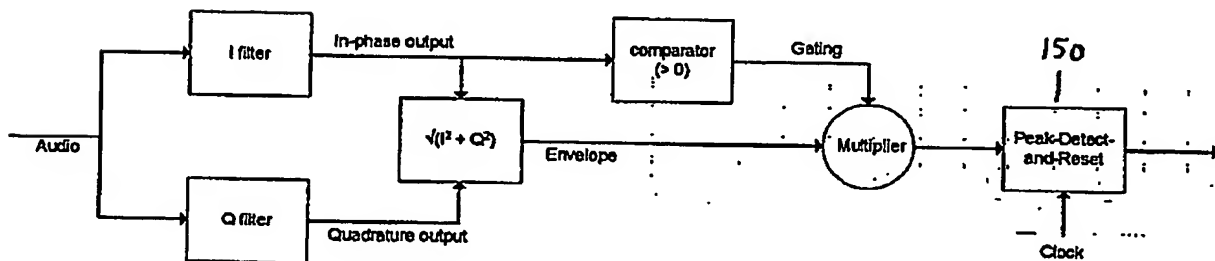 I filter
In-phase output
comparator
(> 0)
Gating
150
Audio
√(I² + Q²)
Envelope
Multiplier
Peak-Detect-
and-Reset
Q filter
Quadrature output
Clock